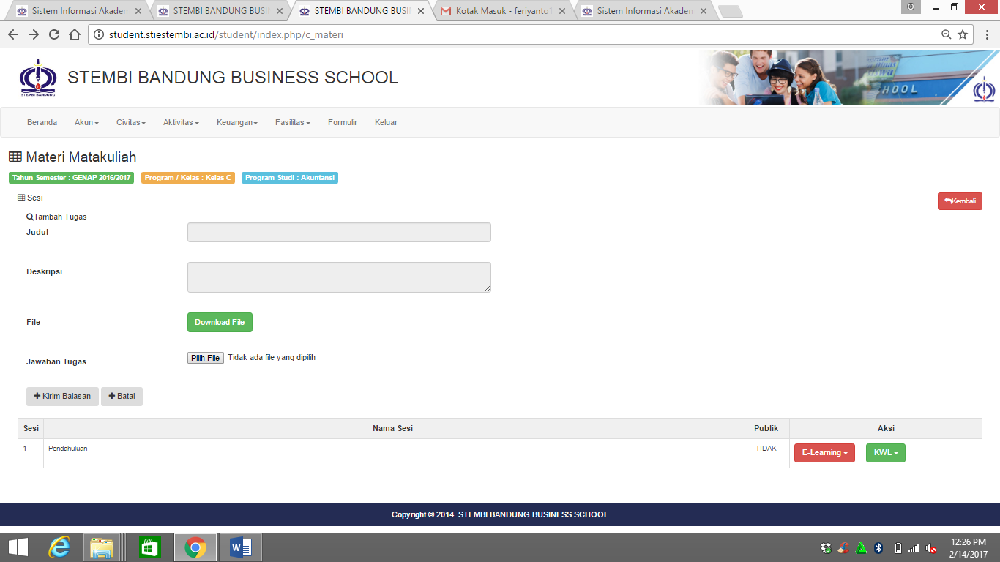 Sistem Informasi Akadem
STEMBI BANDUNG BUSI
STEMBI BANDUNG BUSI
Kotak Masuk - feriyanto
Sistem Informasi Akadem
student.stiestembi.ac.id/student/index.php/c_materi
STEMBI BANDUNG
STEMBI BANDUNG BUSINESS SCHOOL
HOOL
Beranda Akun Civitas Aktivitas Keuangan Fasilitas Formulir Keluar
Materi Matakuliah
Tahun Semester : GENAP 2016/2017 Program / Kelas : Kelas C Program Studi : Akuntansi
Sesi
Kembali
Tambah Tugas
Judul
Deskripsi
File Download File
Jawaban Tugas Pilih File Tidak ada file yang dipilih
+ Kirim Balasan + Batal
Sesi Nama Sesi Publik Aksi
1 Pendahuluan TIDAK E-Learning KWL
Copyright © 2014. STEMBI BANDUNG BUSINESS SCHOOL
12:26 PM
2/14/2017